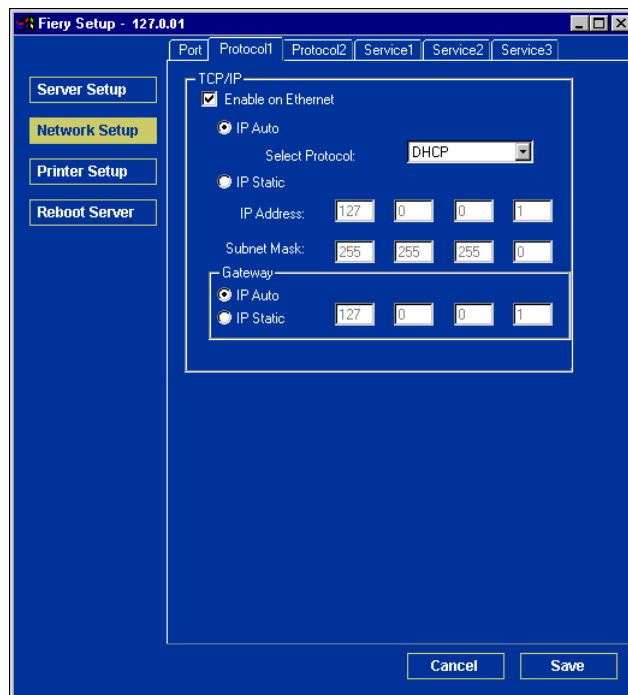 Fiery Setup - 127.0.01
Port Protocol1 Protocol2 Service1 Service2 Service3
Server Setup
Network Setup
Printer Setup
Reboot Server
TCP/IP
Enable on Ethernet
IP Auto
Select Protocol: DHCP
IP Static
IP Address: 127 0 0 1
Subnet Mask: 255 255 255 0
Gateway
IP Auto
IP Static 127 0 0 1
Cancel Save